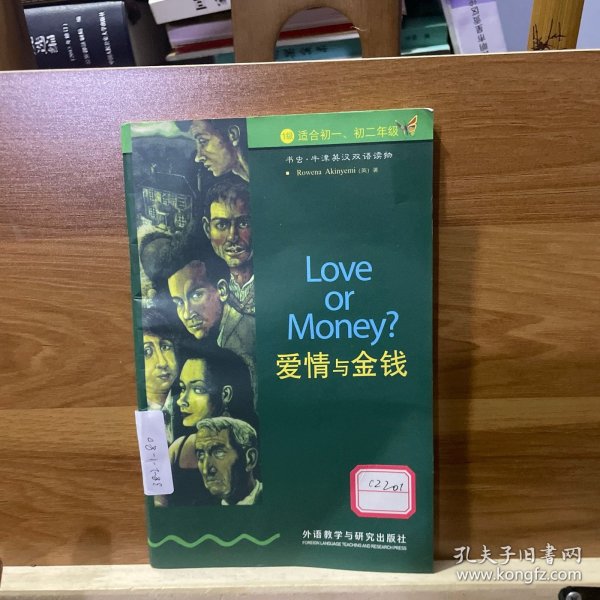 1级 适合初一、初二年级
书虫·牛津英汉双语读物
Rowena Akinyemi (英) 著
Love
or
Money?
爱情与金钱
CZ201
外语教学与研究出版社
FOREIGN LANGUAGE TEACHING AND RESEARCH PRESS
孔夫子旧书网
www.kongfz.com